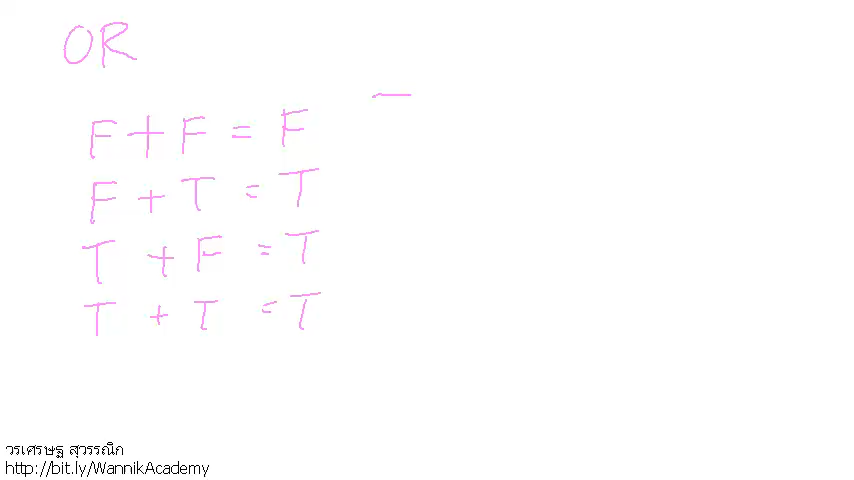 OR
F + F = F
F + T = T
T + F = T
T + T = T
วรเศรษฐ สุวรรณิก
http://bit.ly/WannikAcademy